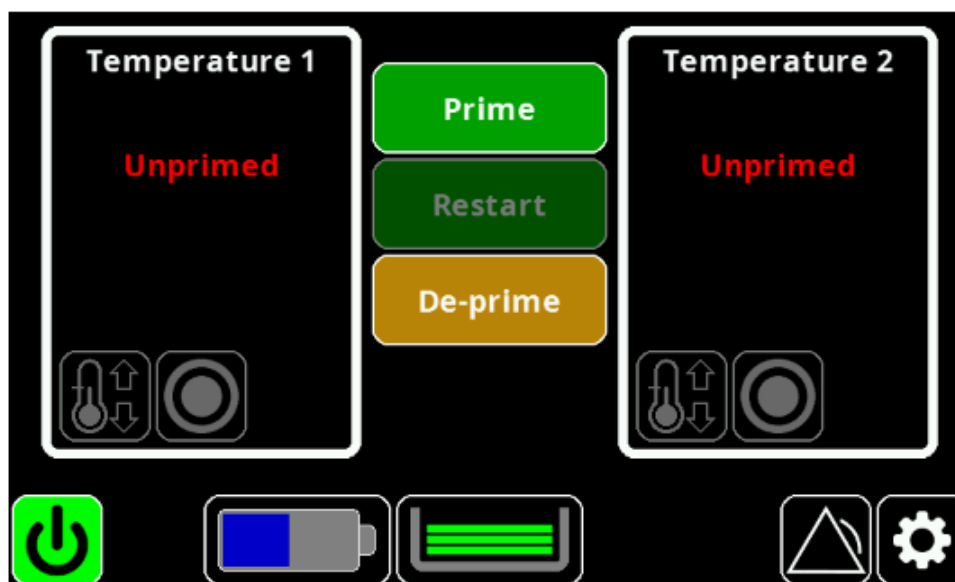 Temperature 1
Unprimed
Prime
Restart
De-prime
Temperature 2
Unprimed